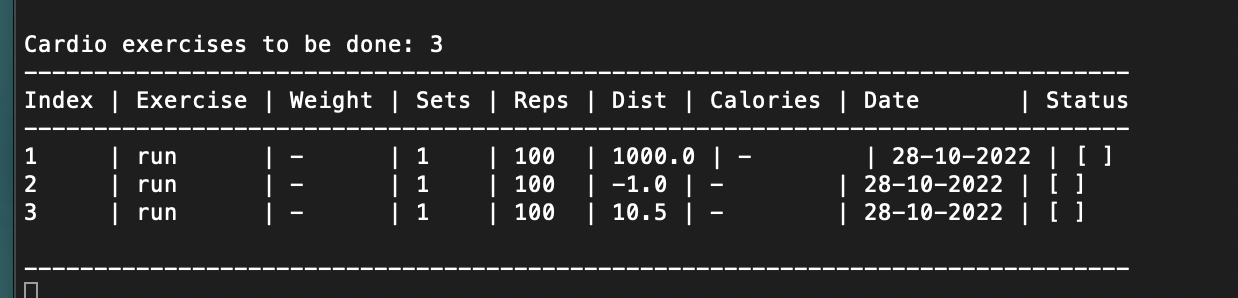 Cardio exercises to be done: 3
-------------------------------------------------------------------------------
Index | Exercise | Weight | Sets | Reps | Dist | Calories | Date       | Status
-------------------------------------------------------------------------------
1     | run      | -      | 1    | 100  | 1000.0 | -        | 28-10-2022 | [ ]
2     | run      | -      | 1    | 100  | -1.0 | -        | 28-10-2022 | [ ]
3     | run      | -      | 1    | 100  | 10.5 | -        | 28-10-2022 | [ ]
-------------------------------------------------------------------------------